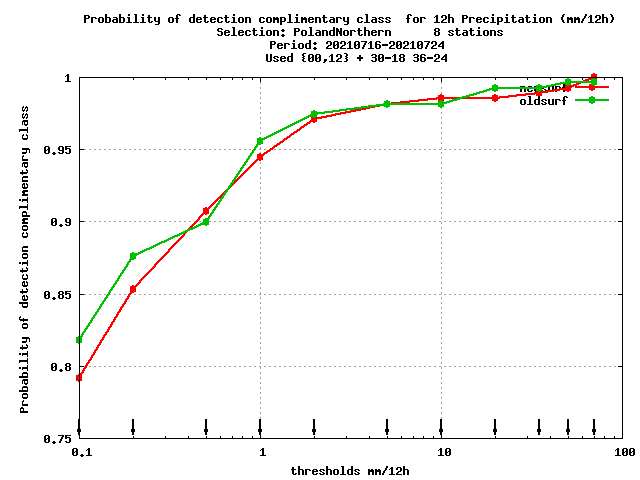 Probability of detection complimentary class  for 12h Precipitation (mm/12h)
Selection: PolandNorthern      8 stations
Period: 20210716-20210724
Used {00,12} + 30-18 36-24
Probability of detection complimentary class
1
0.95
0.9
0.85
0.8
0.75
oldsurf
0.1
1
10
100
thresholds mm/12h